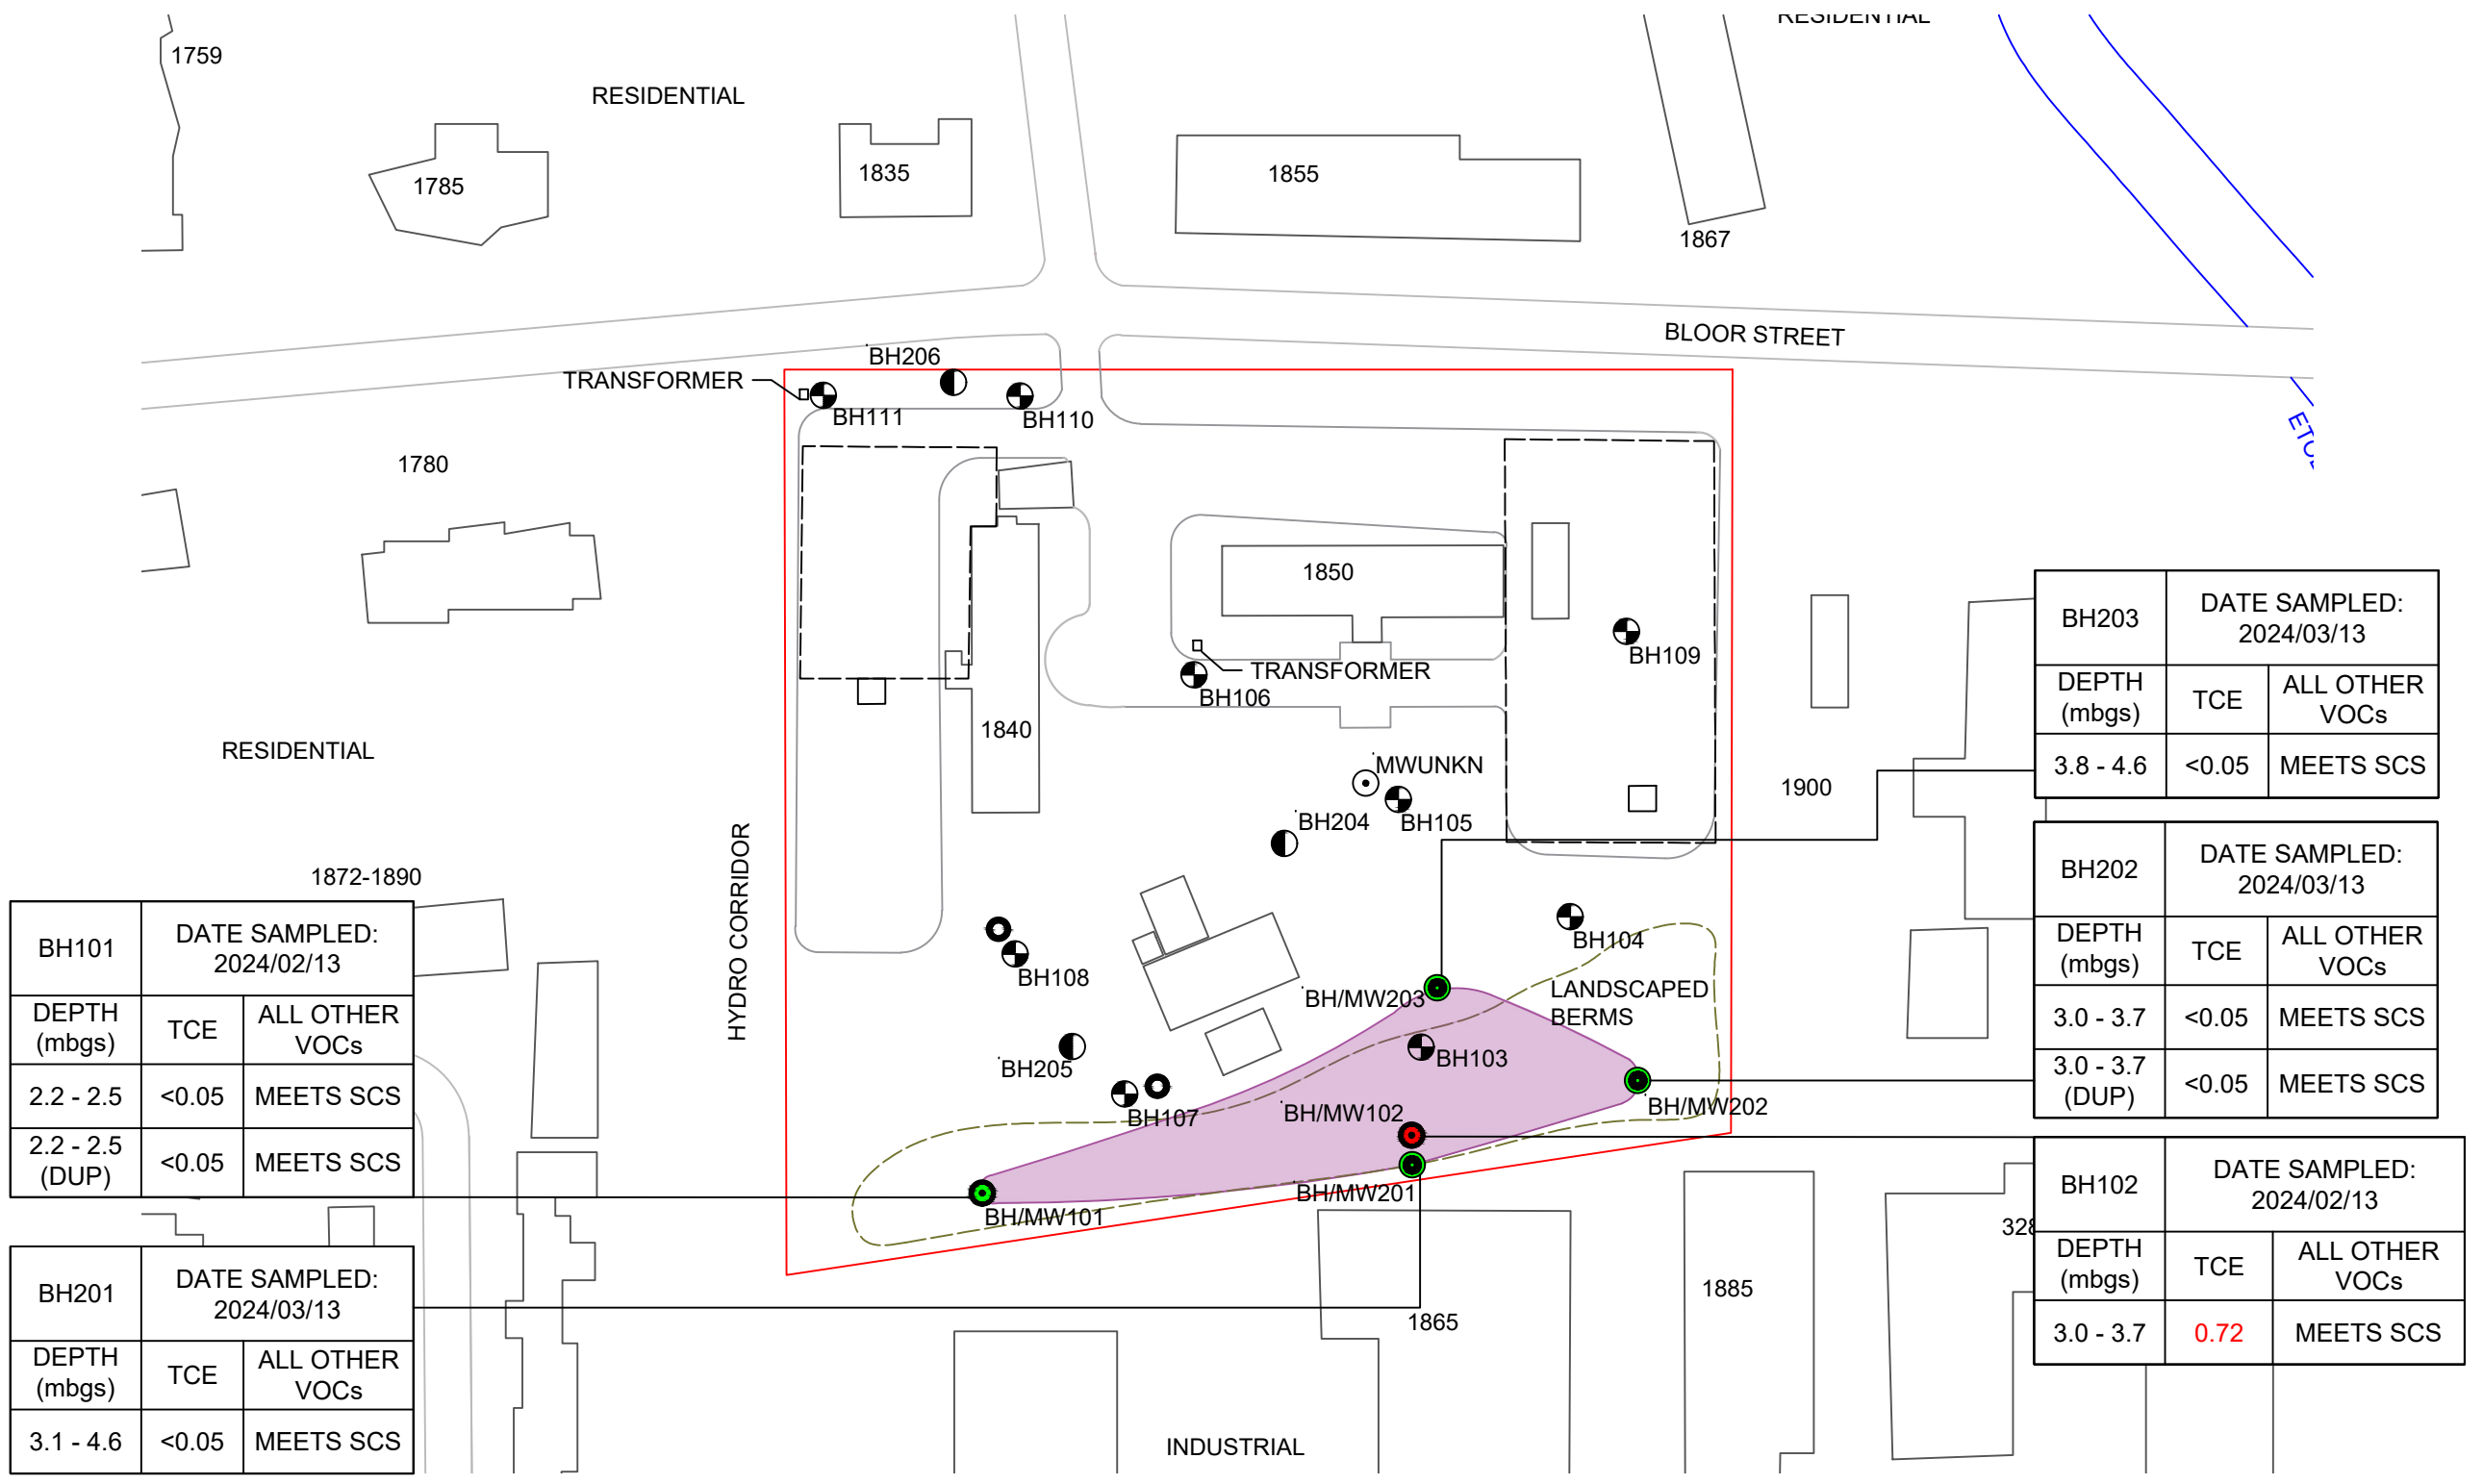 RESIDENTIAL
1759
RESIDENTIAL
1785
1835
1855
1867
BLOOR STREET
BH206
TRANSFORMER
BH111
BH110
1780
1850
BH109
TRANSFORMER
BH106
1840
RESIDENTIAL
MWUNKN
BH105
BH204
1900
HYDRO CORRIDOR
1872-1890
BH104
BH108
LANDSCAPED
BERMS
BH/MW203
BH103
BH205
BH107
BH/MW102
BH/MW202
BH/MW201
BH/MW101
1865
1885
INDUSTRIAL
BH203
DATE SAMPLED:
2024/03/13
DEPTH
(mbgs)
TCE
ALL OTHER
VOCs
3.8 - 4.6 <0.05 MEETS SCS
BH202
DATE SAMPLED:
2024/03/13
DEPTH
(mbgs)
TCE
ALL OTHER
VOCs
3.0 - 3.7 <0.05 MEETS SCS
3.0 - 3.7
(DUP)
<0.05 MEETS SCS
BH102
DATE SAMPLED:
2024/02/13
DEPTH
(mbgs)
TCE
ALL OTHER
VOCs
3.0 - 3.7 0.72 MEETS SCS
BH101
DATE SAMPLED:
2024/02/13
DEPTH
(mbgs)
TCE
ALL OTHER
VOCs
2.2 - 2.5 <0.05 MEETS SCS
2.2 - 2.5
(DUP)
<0.05 MEETS SCS
BH201
DATE SAMPLED:
2024/03/13
DEPTH
(mbgs)
TCE
ALL OTHER
VOCs
3.1 - 4.6 <0.05 MEETS SCS